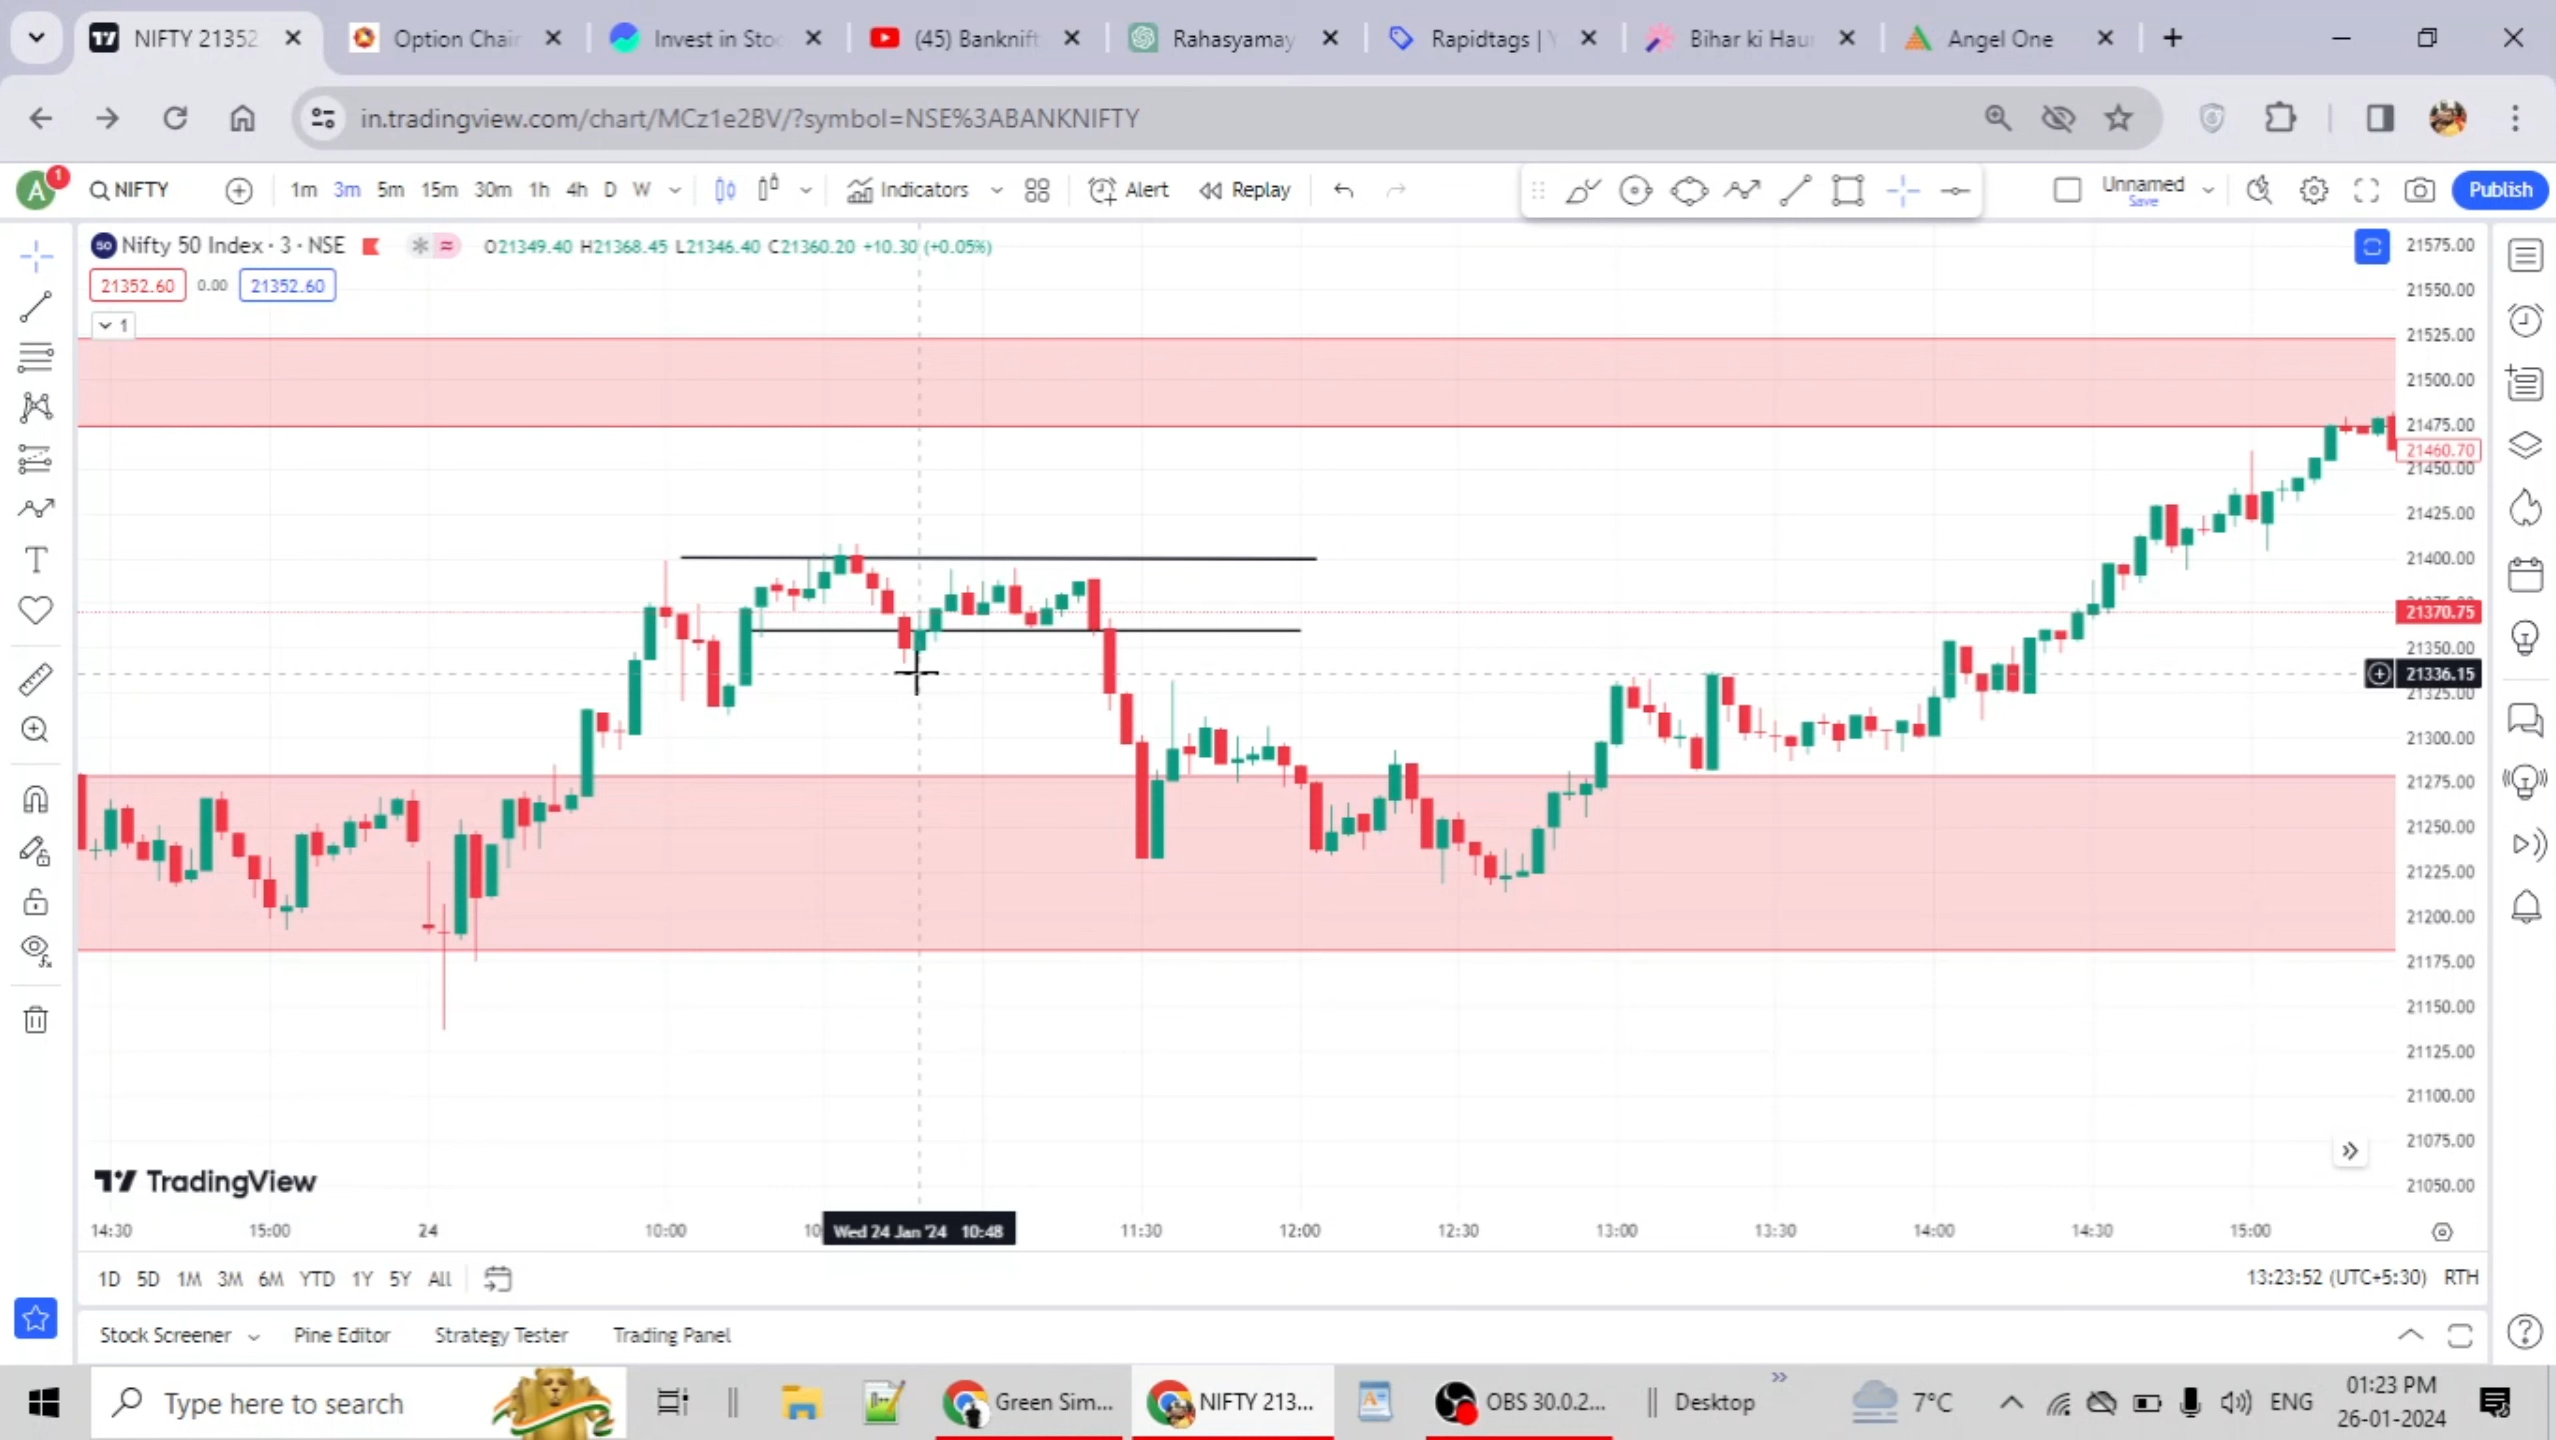 NIFTY 21352
Option Chain
Invest in Sto
(45) Banknift
Rahasyamay
Rapidtags |
Bihar ki Hau
Angel One
in.tradingview.com/chart/MCz1e2BV/?symbol=NSE%3ABANKNIFTY
A
1
NIFTY
1m 3m 5m 15m 30m 1h 4h D W
Indicators
Alert
Replay
Unnamed
Save
Publish
50
Nifty 50 Index · 3 · NSE
O21349.40 H21368.45 L21346.40 C21360.20 +10.30 (+0.05%)
21352.60 0.00 21352.60
1
21575.00
21550.00
21525.00
21500.00
21475.00
21460.70
21450.00
21425.00
21400.00
21370.75
21350.00
21336.15
21325.00
21300.00
21275.00
21250.00
21225.00
21200.00
21175.00
21150.00
21125.00
21100.00
21075.00
21050.00
TradingView
14:30 15:00 24 10:00 10 Wed 24 Jan '24 10:48 11:30 12:00 12:30 13:00 13:30 14:00 14:30 15:00
1D 5D 1M 3M 6M YTD 1Y 5Y All
13:23:52 (UTC+5:30) RTH
Stock Screener Pine Editor Strategy Tester Trading Panel
Type here to search
Green Sim...
NIFTY 213...
OBS 30.0.2...
Desktop
7°C
ENG
01:23 PM
26-01-2024